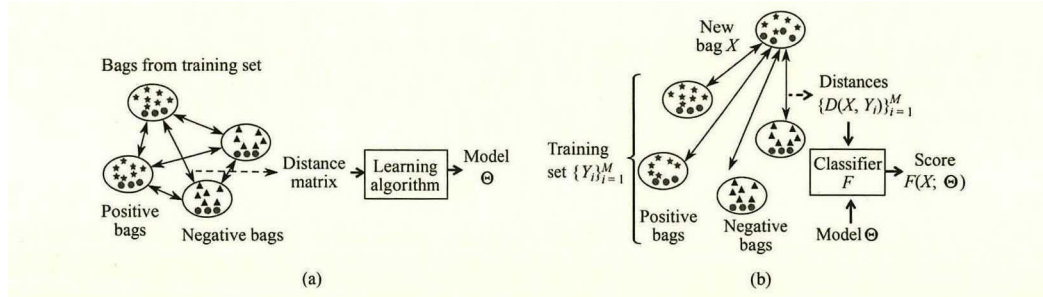 Bags from training set
Positive
bags
Negative bags
Distance
matrix
Learning
algorithm
Model
Θ
(a)
New
bag X
Training
set {Y_i}_{i=1}^M
Positive
bags
Negative
bags
Distances
{D(X, Y_i)}_{i=1}^M
Classifier
F
Score
F(X; Θ)
Model Θ
(b)